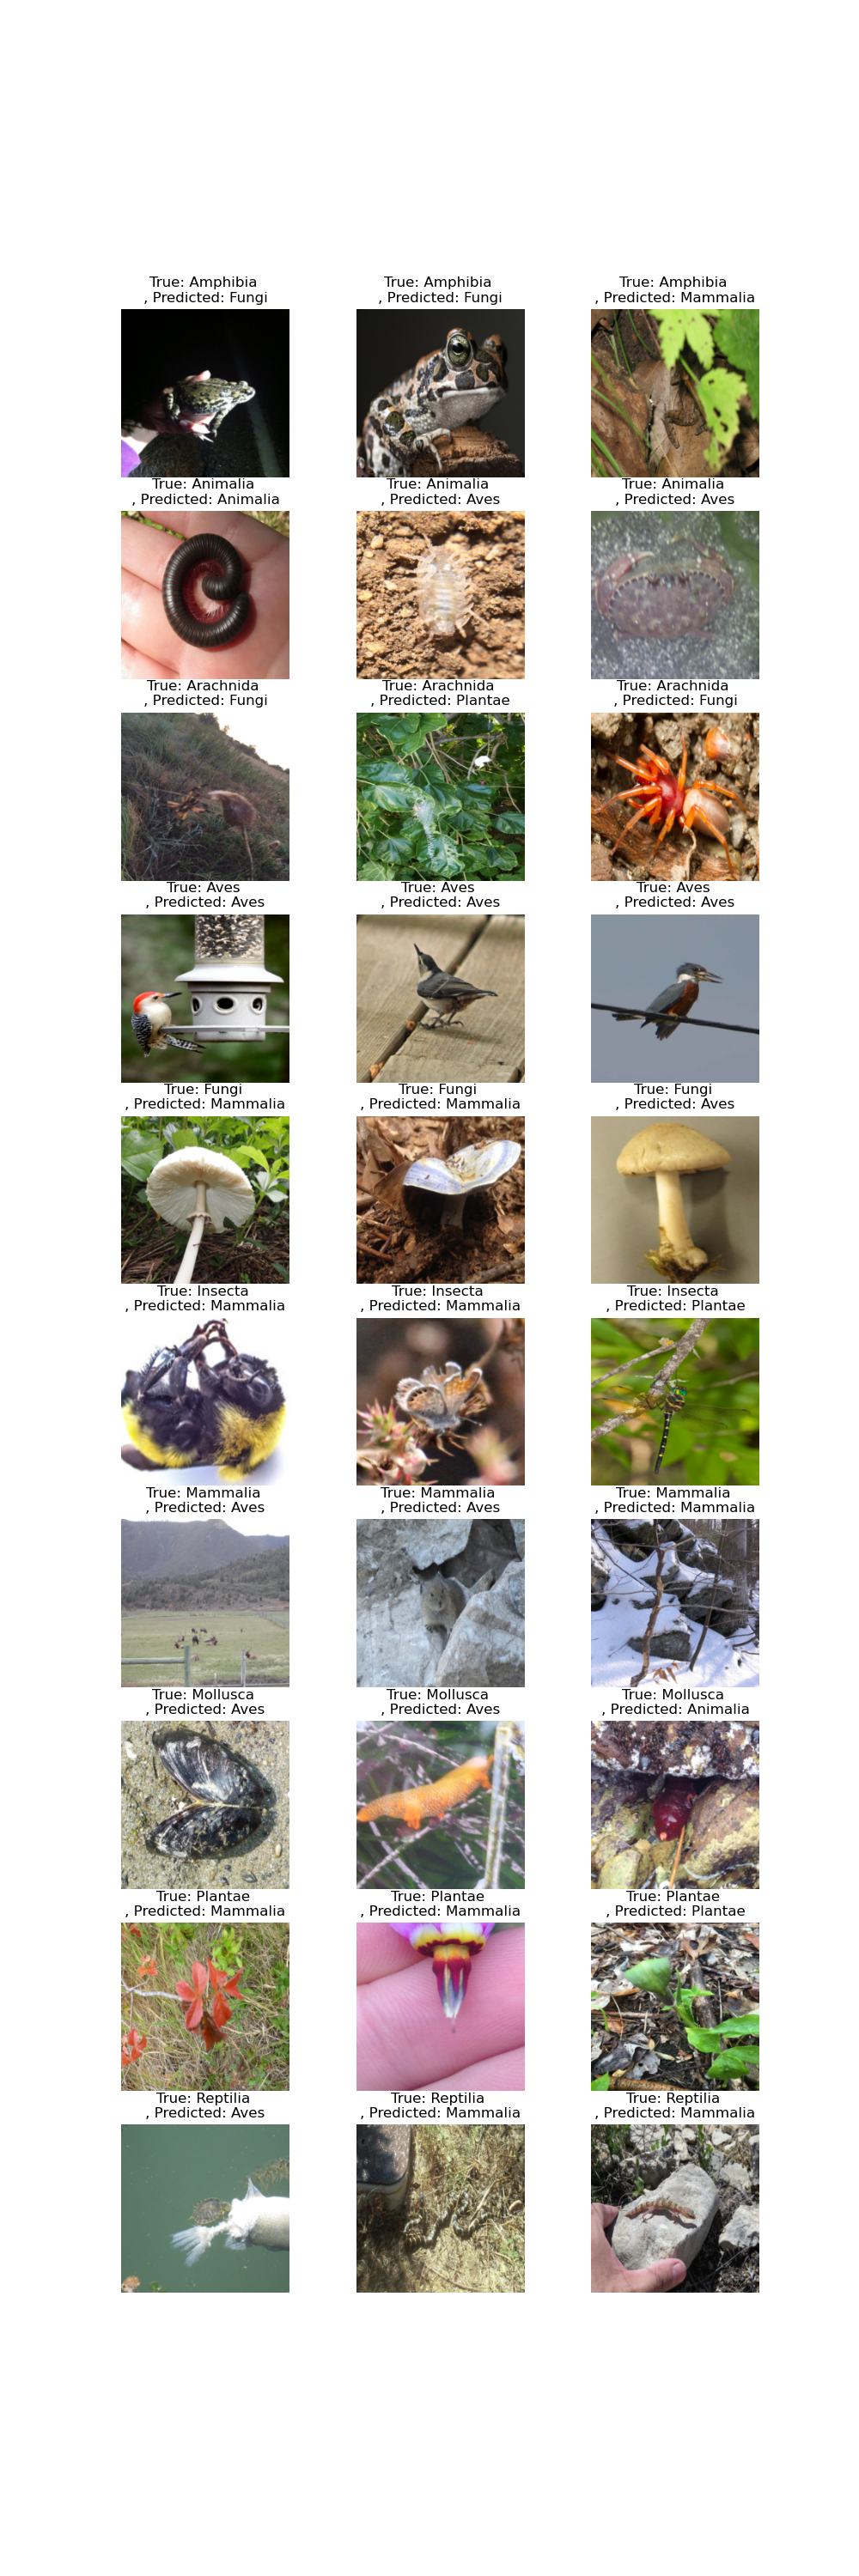 True: Amphibia
, Predicted: Fungi
True: Amphibia
, Predicted: Fungi
True: Amphibia
, Predicted: Mammalia
True: Animalia
, Predicted: Animalia
True: Animalia
, Predicted: Aves
True: Animalia
, Predicted: Aves
True: Arachnida
, Predicted: Fungi
True: Arachnida
, Predicted: Plantae
True: Arachnida
, Predicted: Fungi
True: Aves
, Predicted: Aves
True: Aves
, Predicted: Aves
True: Aves
, Predicted: Aves
True: Fungi
, Predicted: Mammalia
True: Fungi
, Predicted: Mammalia
True: Fungi
, Predicted: Aves
True: Insecta
, Predicted: Mammalia
True: Insecta
, Predicted: Mammalia
True: Insecta
, Predicted: Plantae
True: Mammalia
, Predicted: Aves
True: Mammalia
, Predicted: Aves
True: Mammalia
, Predicted: Mammalia
True: Mollusca
, Predicted: Aves
True: Mollusca
, Predicted: Aves
True: Mollusca
, Predicted: Animalia
True: Plantae
, Predicted: Mammalia
True: Plantae
, Predicted: Mammalia
True: Plantae
, Predicted: Plantae
True: Reptilia
, Predicted: Aves
True: Reptilia
, Predicted: Mammalia
True: Reptilia
, Predicted: Mammalia